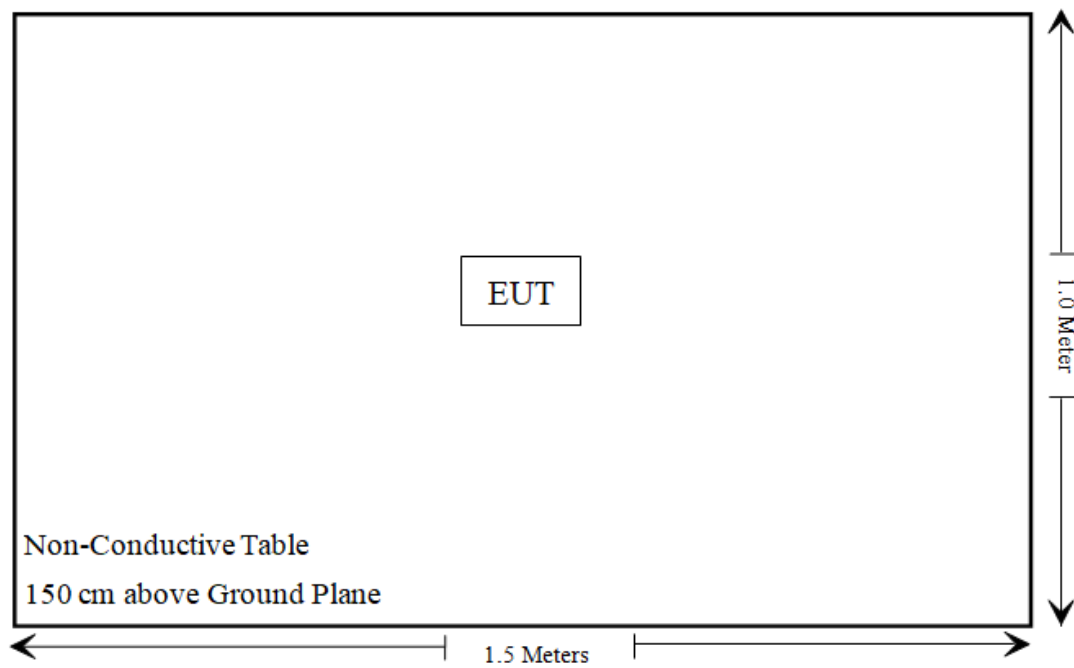 EUT
1.0 Meter
Non-Conductive Table
150 cm above Ground Plane
1.5 Meters